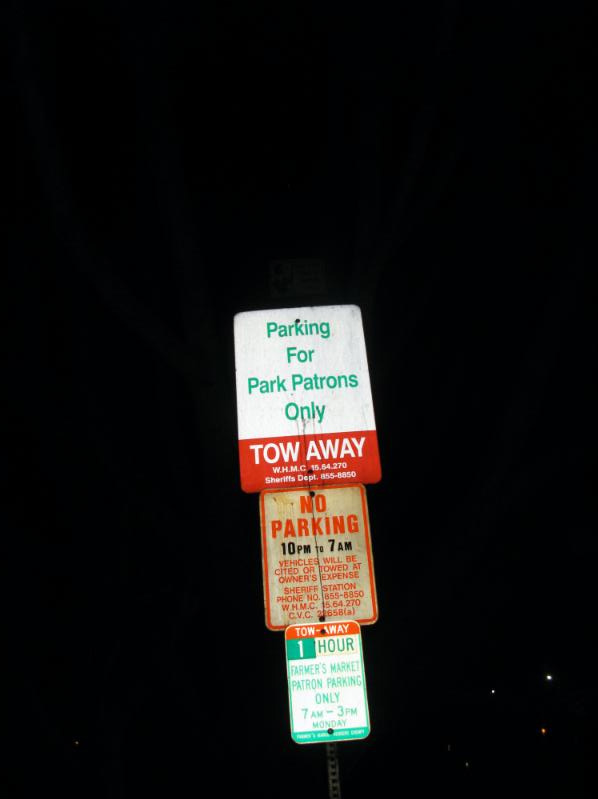 Parking
For
Park Patrons
Only
TOW AWAY
W.H.M.C. 15.64.270
Sheriffs Dept. 855-8850
NO
PARKING
10PM TO 7AM
VEHICLES WILL BE
CITED OR TOWED AT
OWNER'S EXPENSE
SHERIFF STATION
PHONE NO. 855-8850
W.H.M.C. 15.64.270
C.V.C. 22658(a)
TOW-AWAY
1 HOUR
FARMER'S MARKET
PATRON PARKING
ONLY
7AM – 3PM
MONDAY